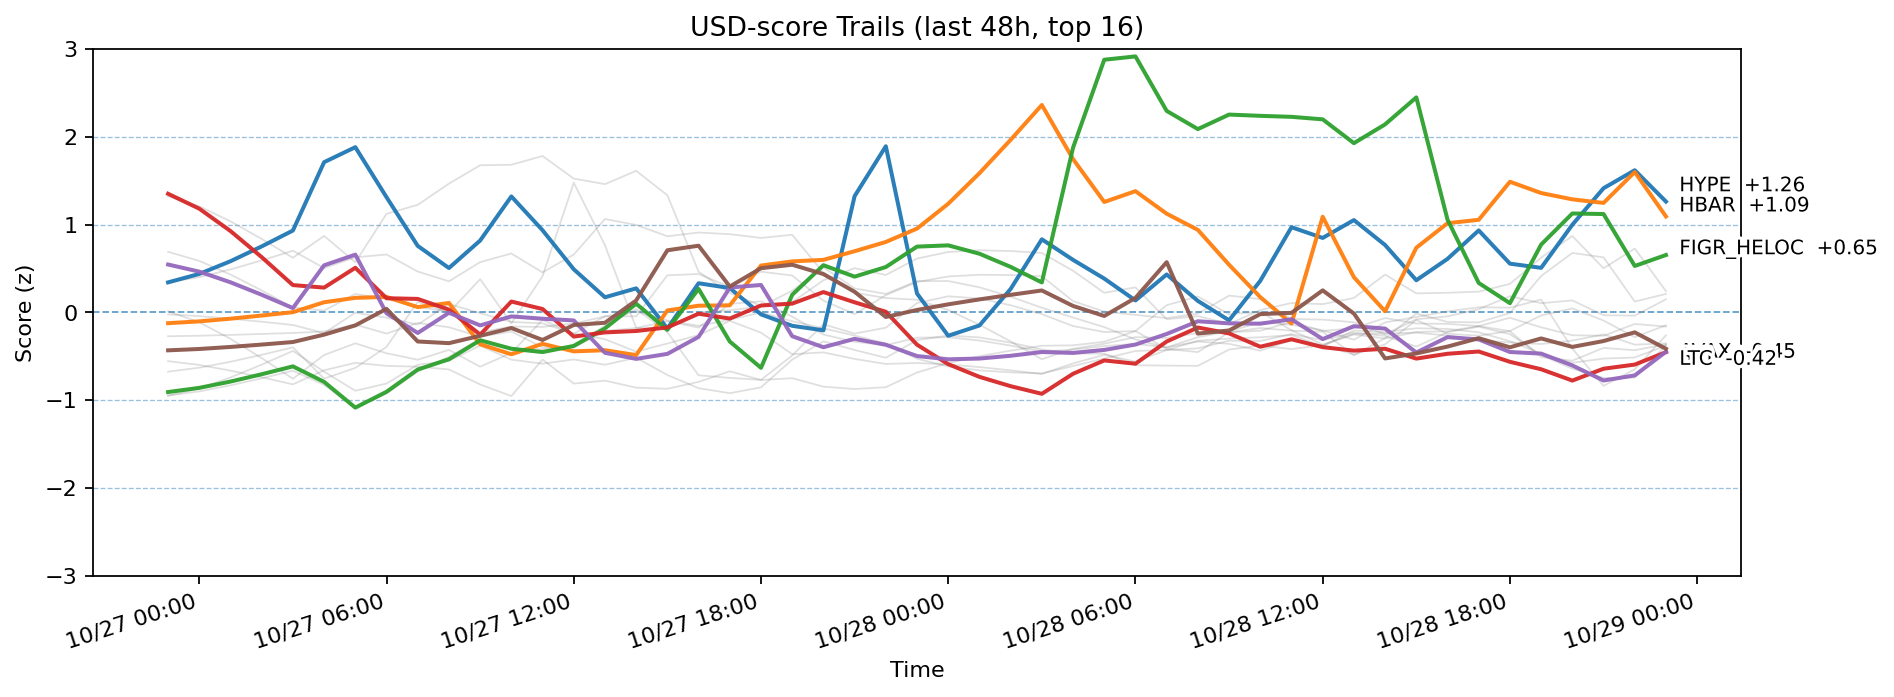 USD-score Trails (last 48h, top 16)
3
2
1
0
−1
−2
−3
Score (z)
HYPE +1.26
HBAR +1.09
FIGR_HELOC +0.65
LTC -0.42
10/27 00:00
10/27 06:00
10/27 12:00
10/27 18:00
10/28 00:00
10/28 06:00
10/28 12:00
10/28 18:00
10/29 00:00
Time